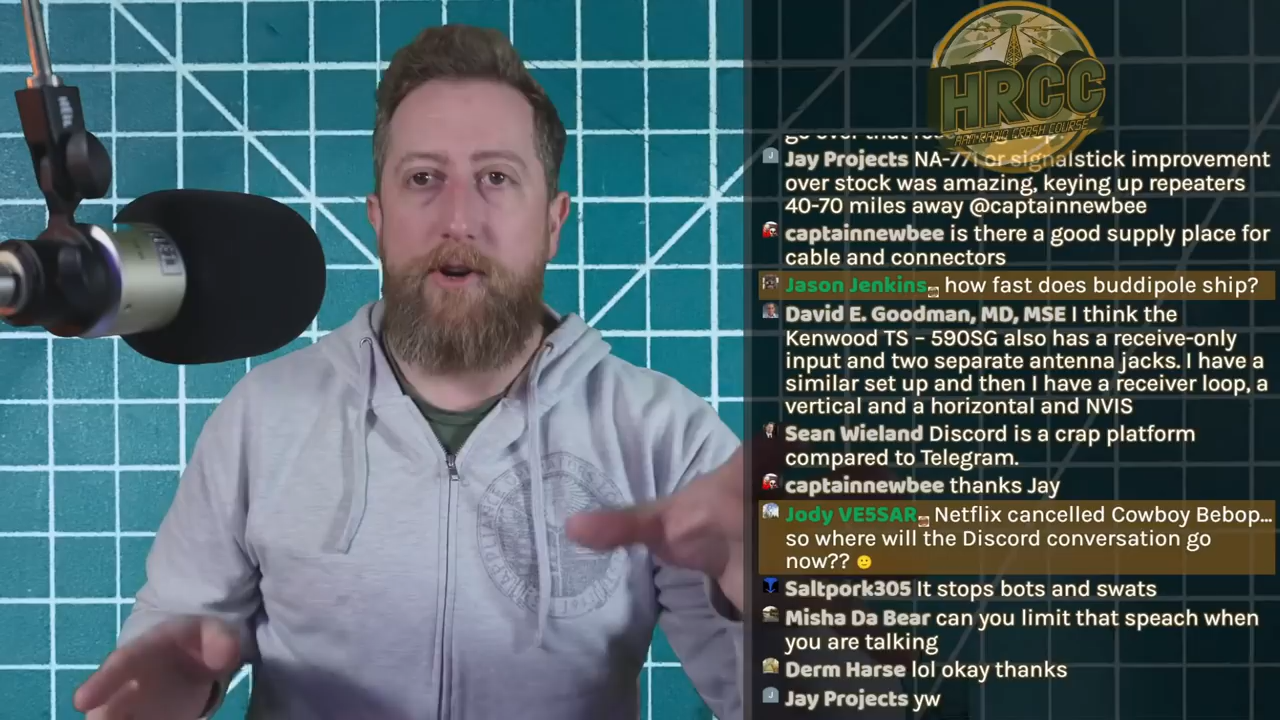 HRCC
HAM RADIO CRASH COURSE
Jay Projects NA-771 or signalstick improvement
over stock was amazing, keying up repeaters
40-70 miles away @captainnewbee
captainnewbee is there a good supply place for
cable and connectors
Jason Jenkins how fast does buddipole ship?
David E. Goodman, MD, MSE I think the
Kenwood TS – 590SG also has a receive-only
input and two separate antenna jacks. I have a
similar set up and then I have a receiver loop, a
vertical and a horizontal and NVIS
Sean Wieland Discord is a crap platform
compared to Telegram.
captainnewbee thanks Jay
Jody VE5SAR Netflix cancelled Cowboy Bebop...
so where will the Discord conversation go
now??
Saltpork305 It stops bots and swats
Misha Da Bear can you limit that speach when
you are talking
Derm Harse lol okay thanks
Jay Projects yw